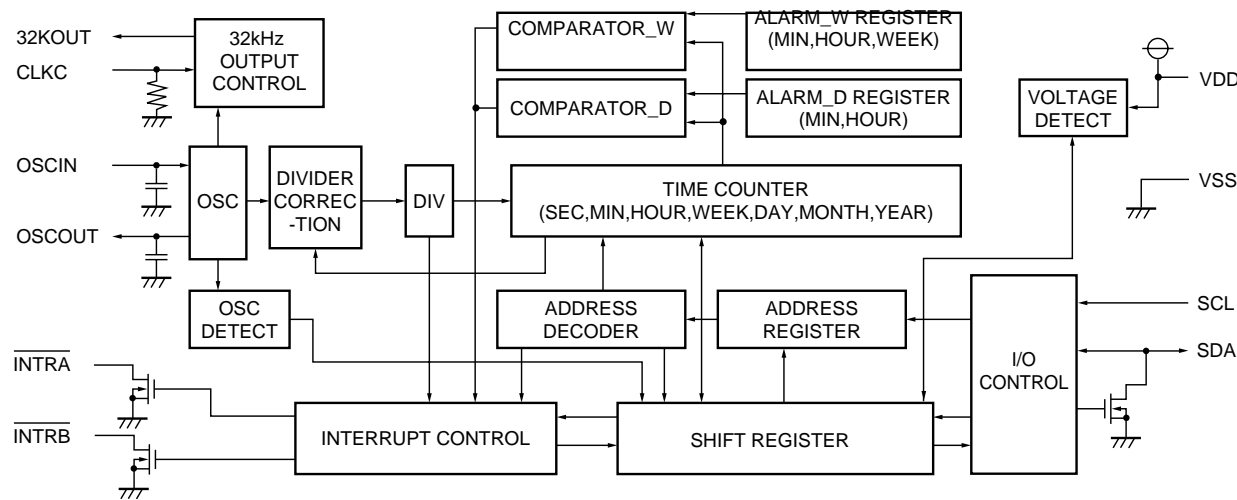 32KOUT
CLKC
32kHz
OUTPUT
CONTROL
COMPARATOR_W
ALARM_W REGISTER
(MIN,HOUR,WEEK)
COMPARATOR_D
ALARM_D REGISTER
(MIN,HOUR)
VOLTAGE
DETECT
VDD
VSS
OSCIN
OSCOUT
OSC
DIVIDER
CORREC
-TION
DIV
TIME COUNTER
(SEC,MIN,HOUR,WEEK,DAY,MONTH,YEAR)
OSC
DETECT
ADDRESS
DECODER
ADDRESS
REGISTER
I/O
CONTROL
SCL
SDA
INTRA
INTRB
INTERRUPT CONTROL
SHIFT REGISTER